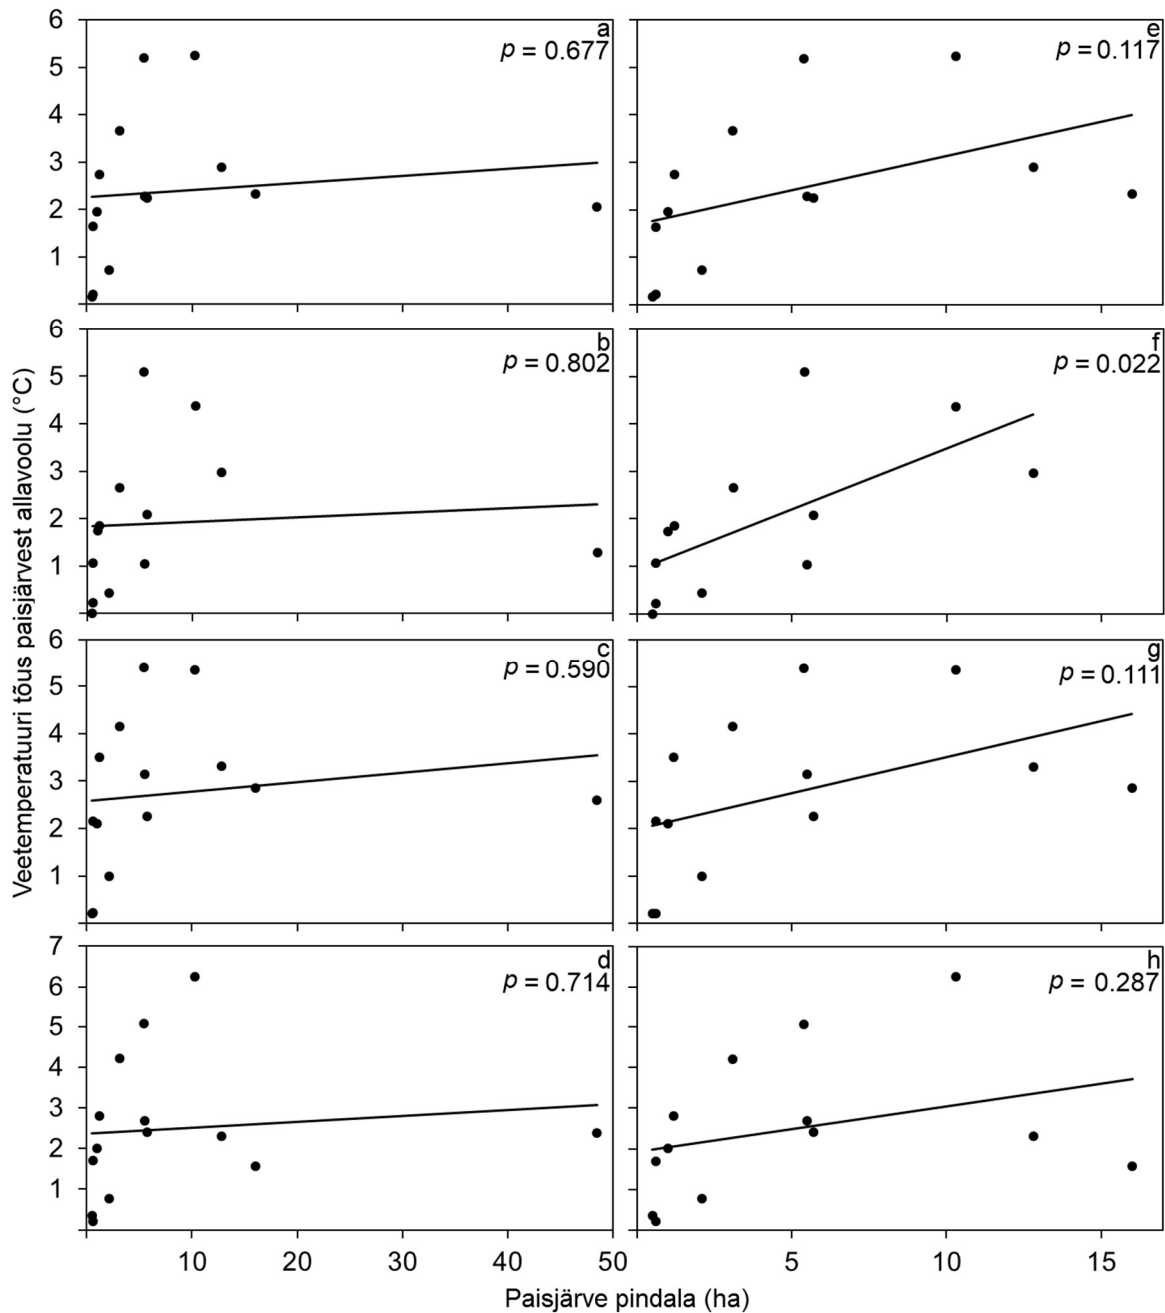 6 a e
p = 0.677 p = 0.117
5
4
3
2
1
6 b f
p = 0.802 p = 0.022
5
4
3
2
1
6 c g
p = 0.590 p = 0.111
5
4
3
2
1
7 d h
p = 0.714 p = 0.287
6
5
4
3
2
1
10 20 30 40 50 5 10 15
Paisjärve pindala (ha)
Veetemperatuuri tõus paisjärvest allavoolu (°C)